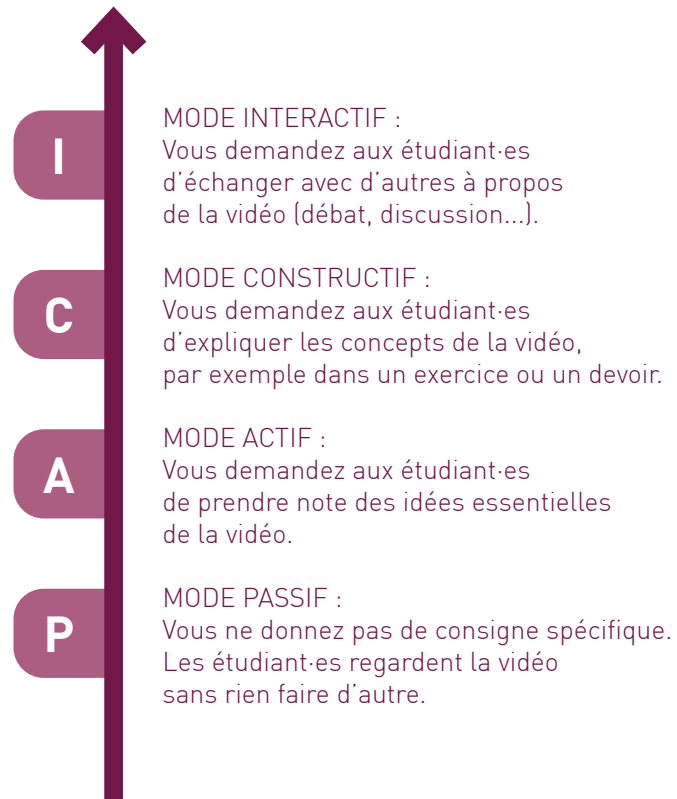 I
MODE INTERACTIF :
Vous demandez aux étudiant·es
d'échanger avec d'autres à propos
de la vidéo (débat, discussion...).
C
MODE CONSTRUCTIF :
Vous demandez aux étudiant·es
d'expliquer les concepts de la vidéo,
par exemple dans un exercice ou un devoir.
A
MODE ACTIF :
Vous demandez aux étudiant·es
de prendre note des idées essentielles
de la vidéo.
P
MODE PASSIF :
Vous ne donnez pas de consigne spécifique.
Les étudiant·es regardent la vidéo
sans rien faire d'autre.